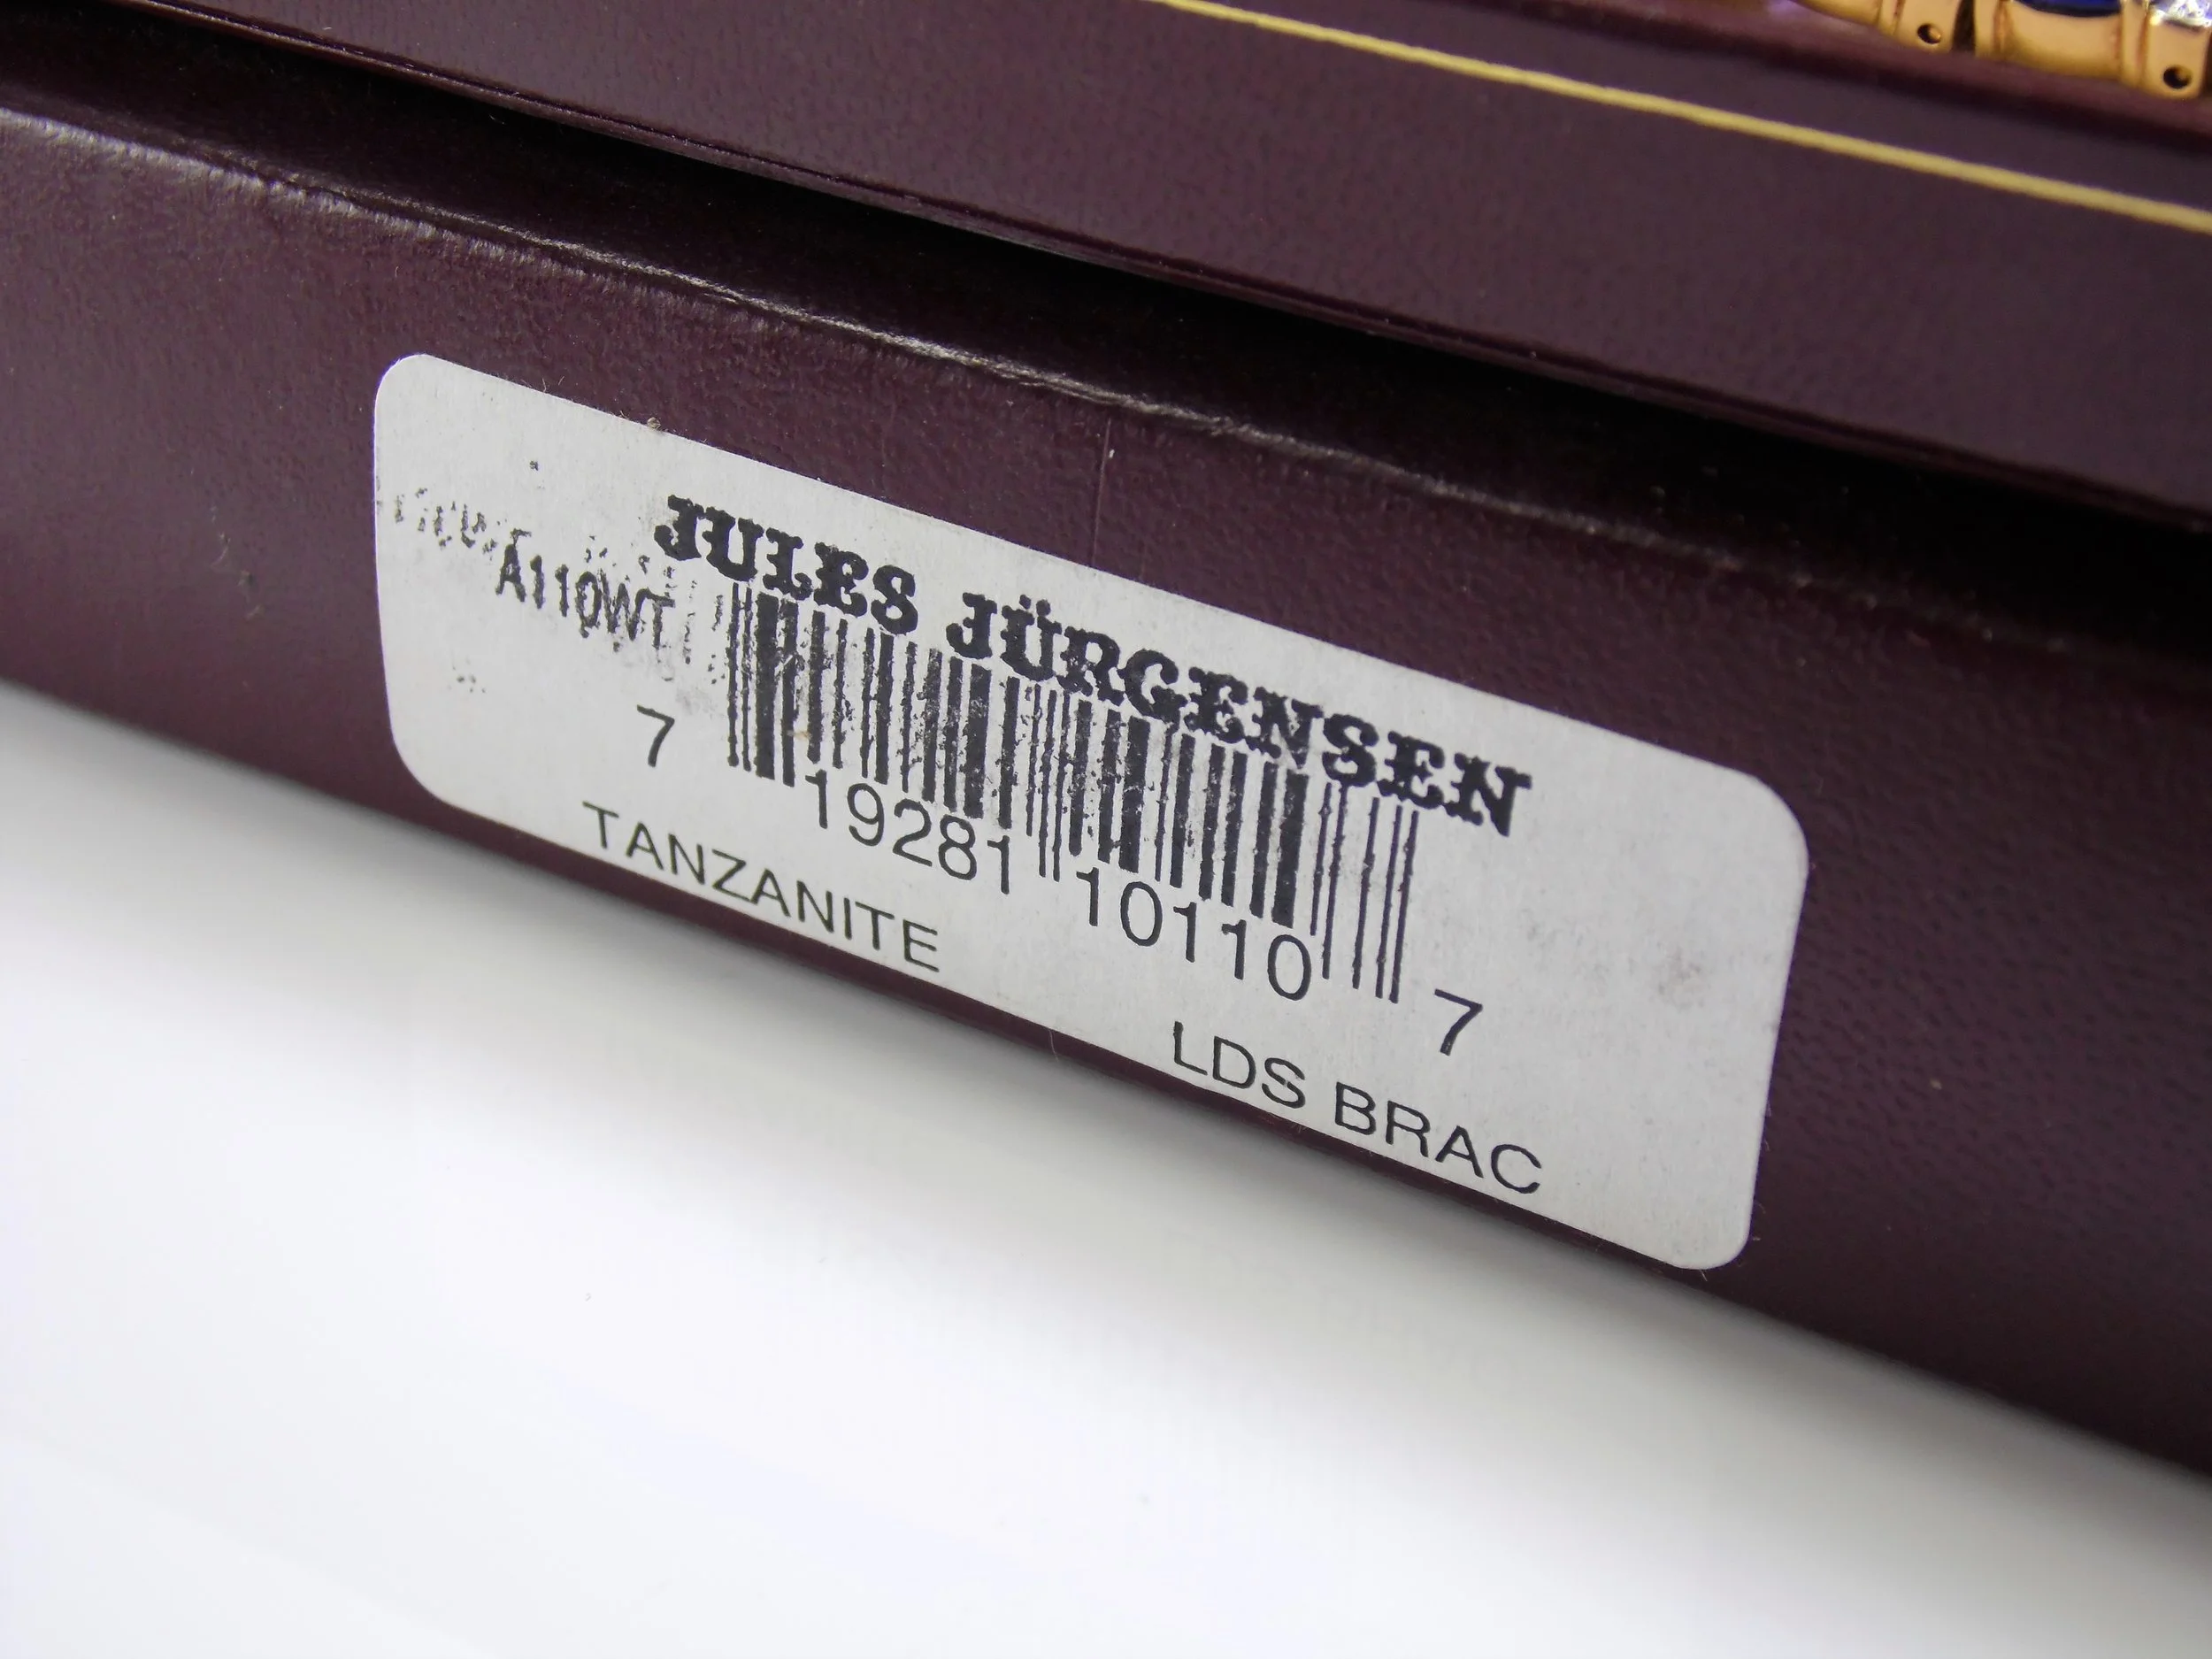 JULES JÜRGENSEN
A110WT
7 19281 10110 7
TANZANITE LDS BRAC